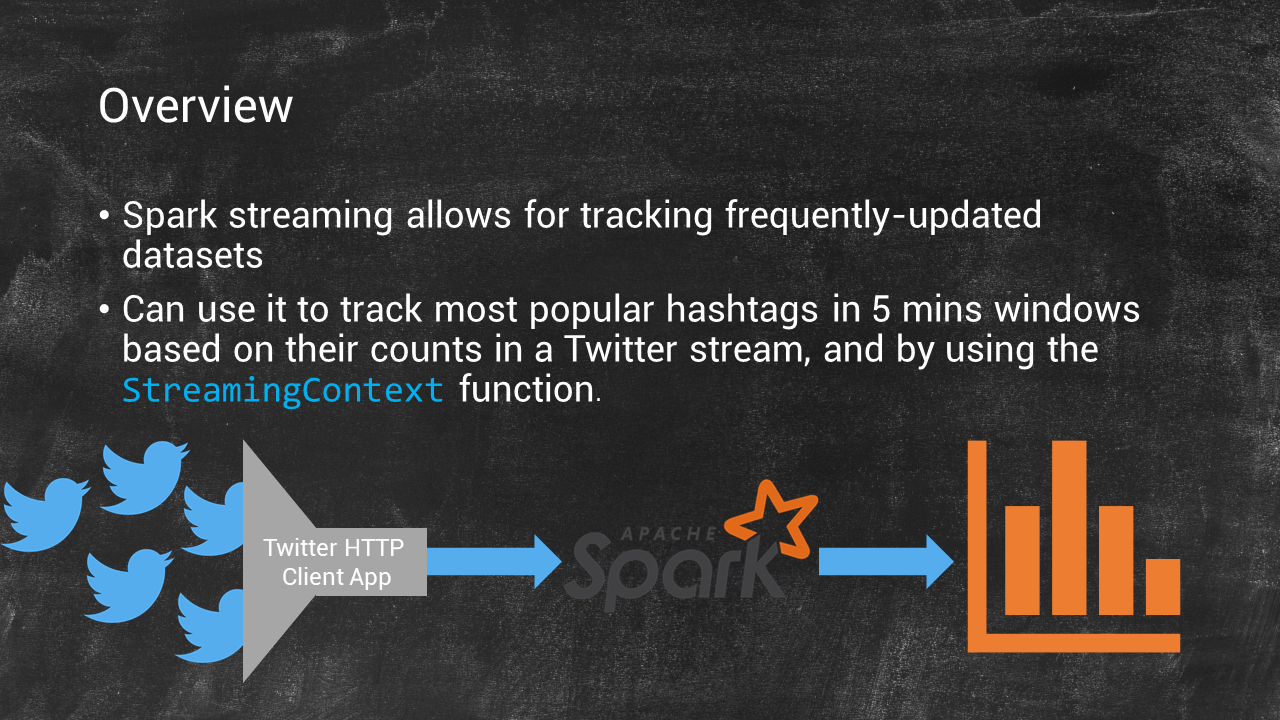 Overview
• Spark streaming allows for tracking frequently-updated
datasets
• Can use it to track most popular hashtags in 5 mins windows
based on their counts in a Twitter stream, and by using the
StreamingContext function.
Twitter HTTP
Client App
APACHE
Spark